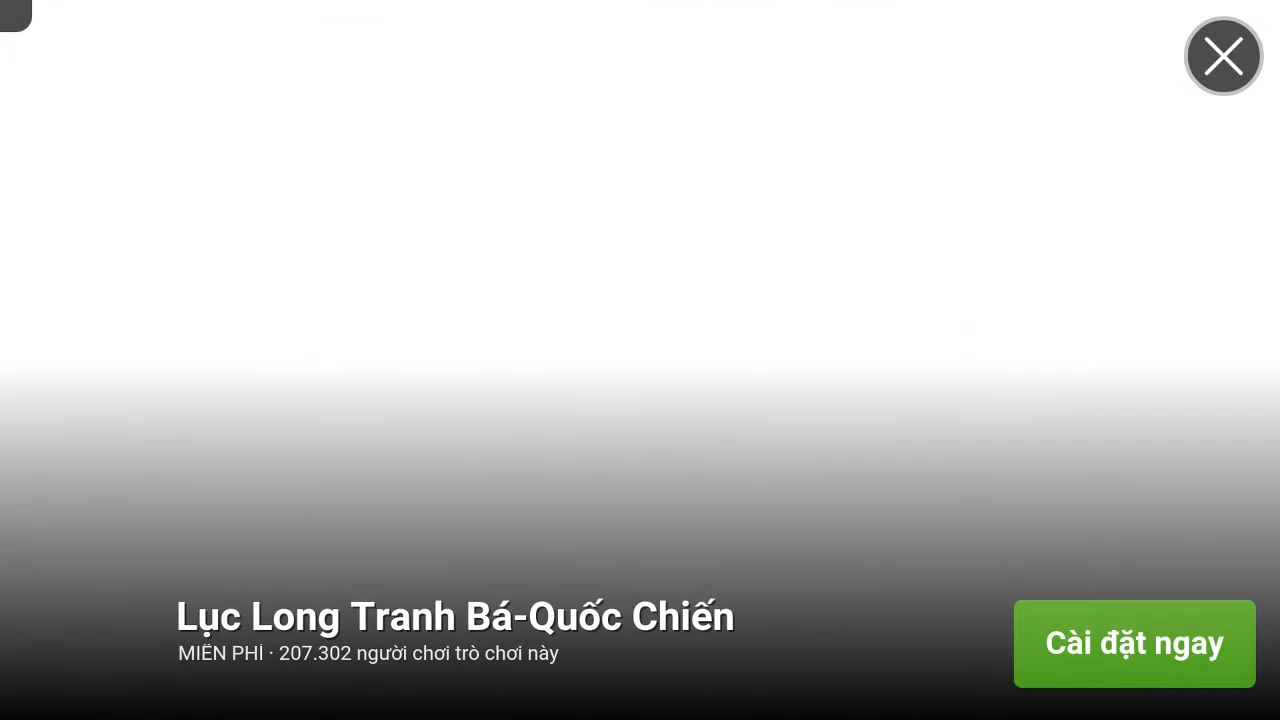 Lục Long Tranh Bá-Quốc Chiến
MIỄN PHÍ · 207.302 người chơi trò chơi này
Cài đặt ngay